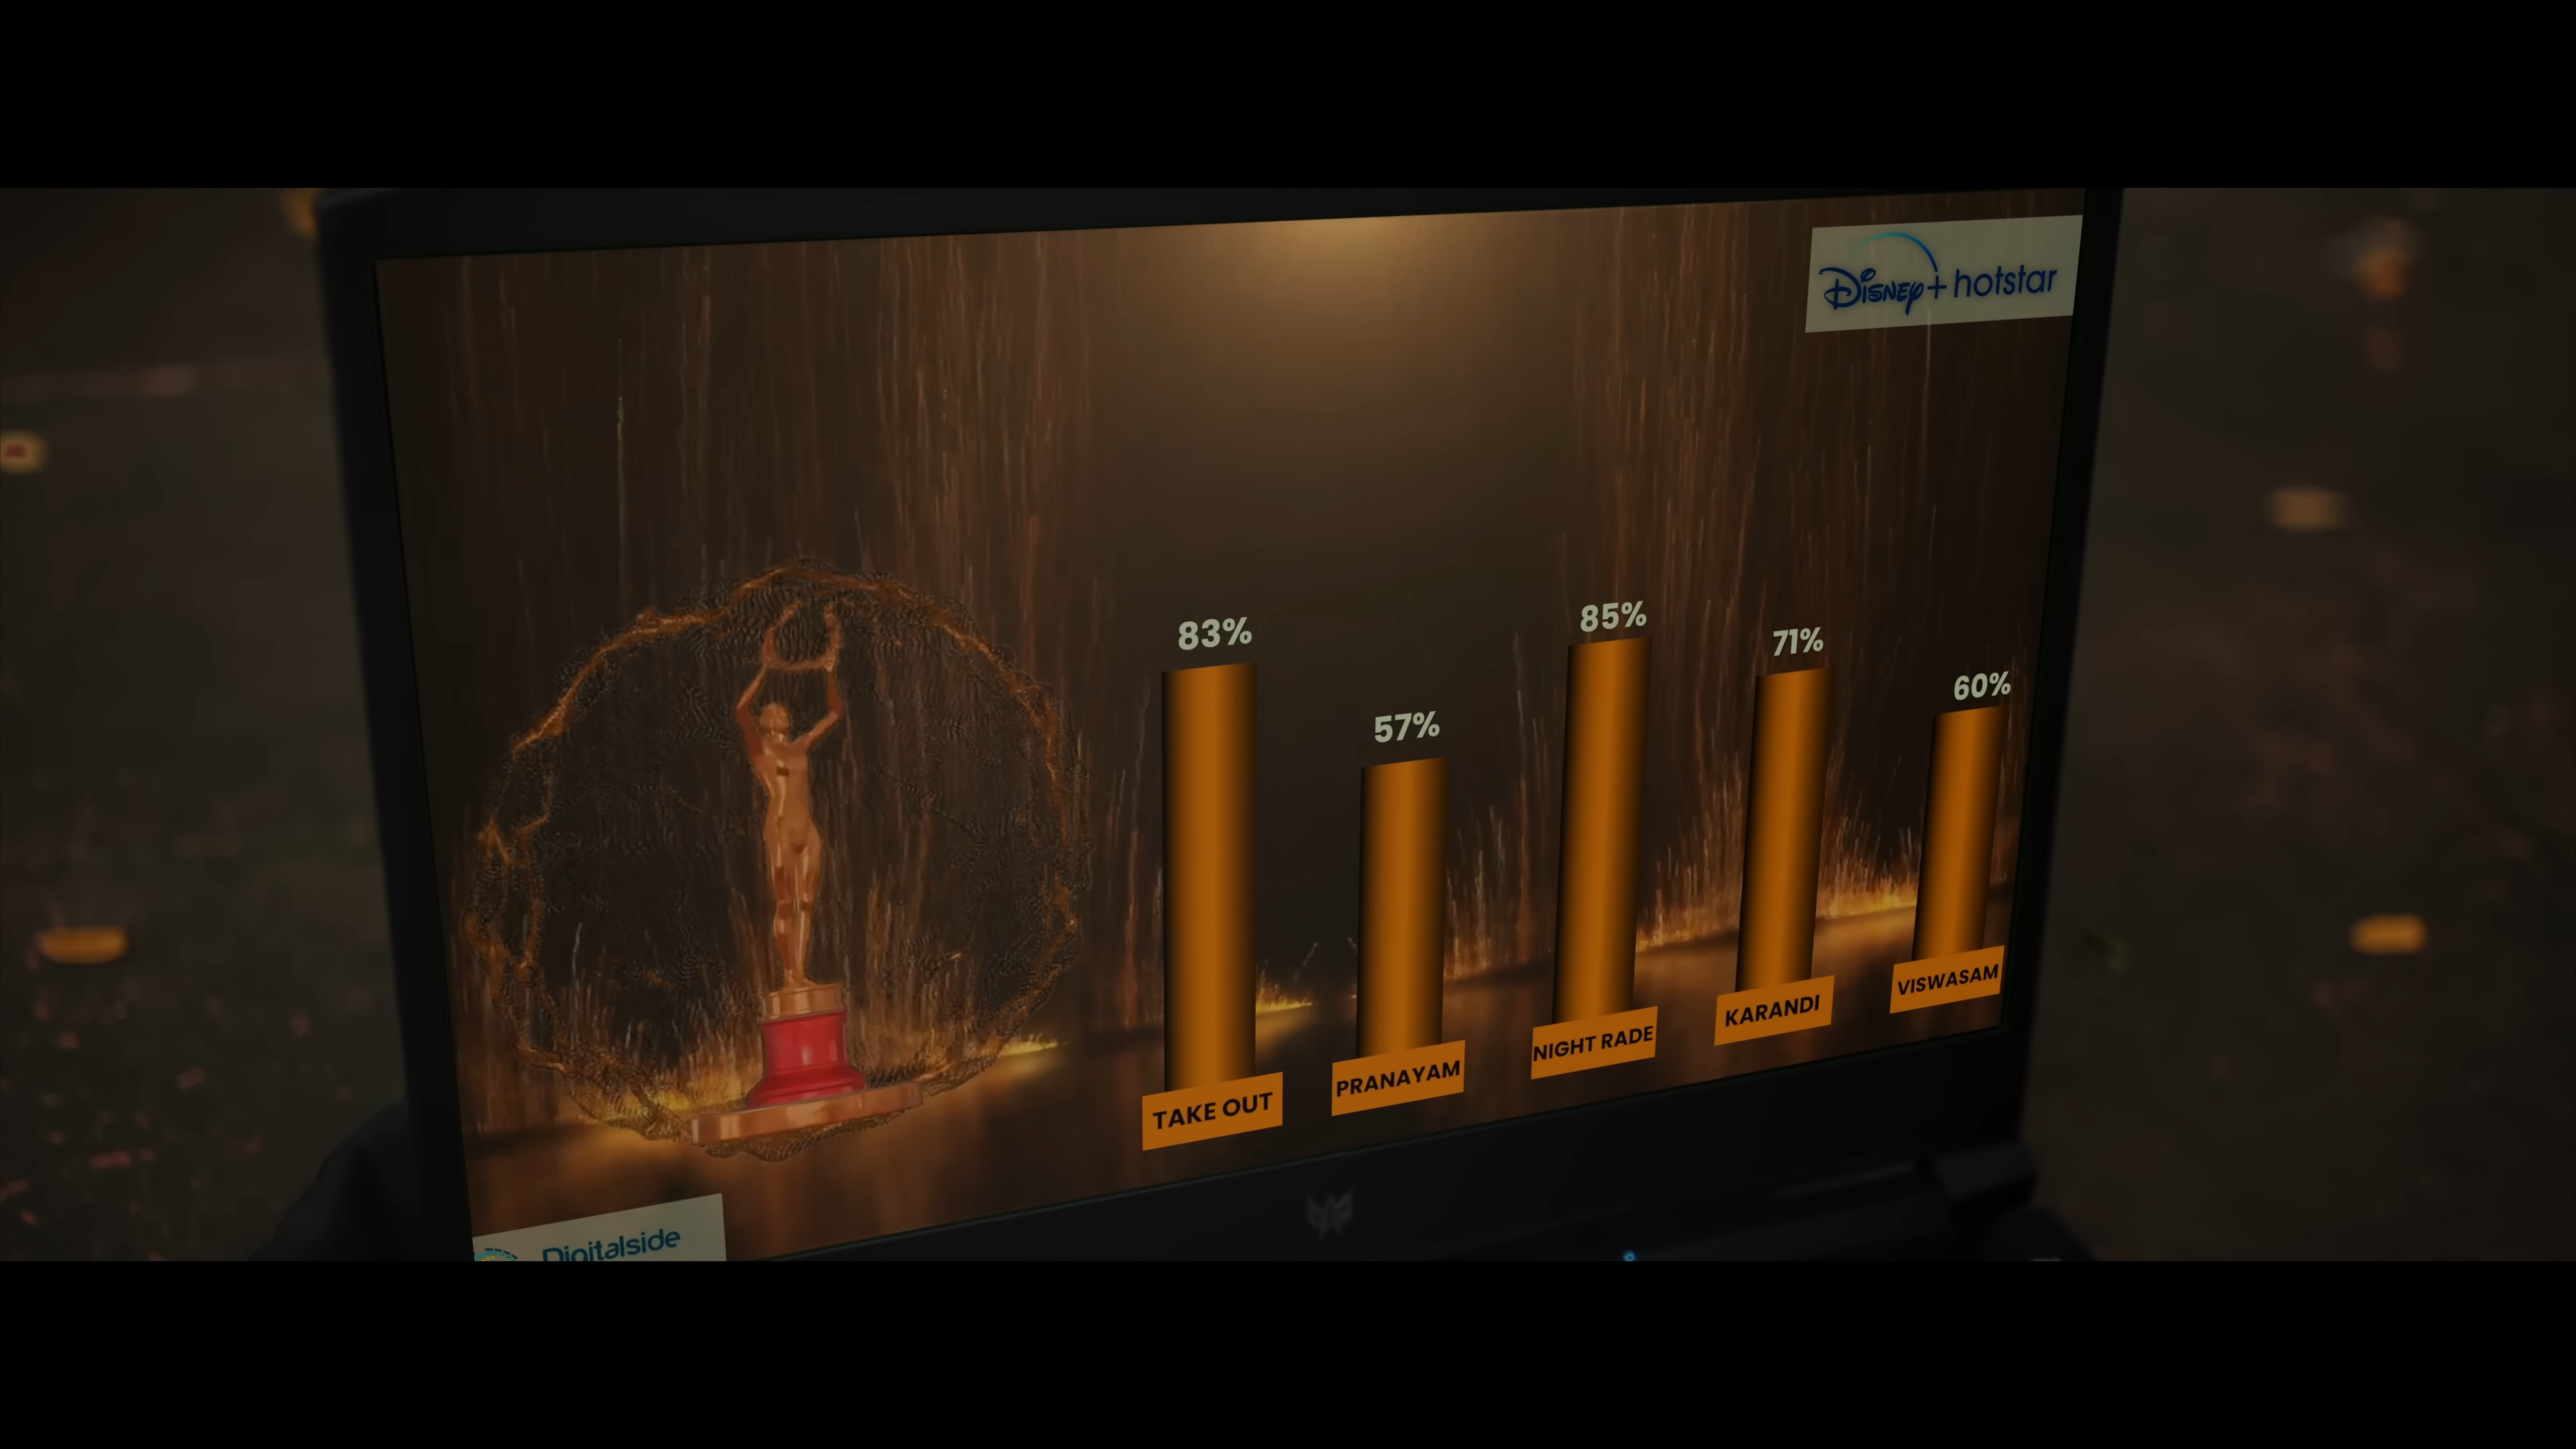 Disney+ hotstar
83%
57%
85%
71%
60%
TAKE OUT
PRANAYAM
NIGHT RADE
KARANDI
VISWASAM
Digitalside